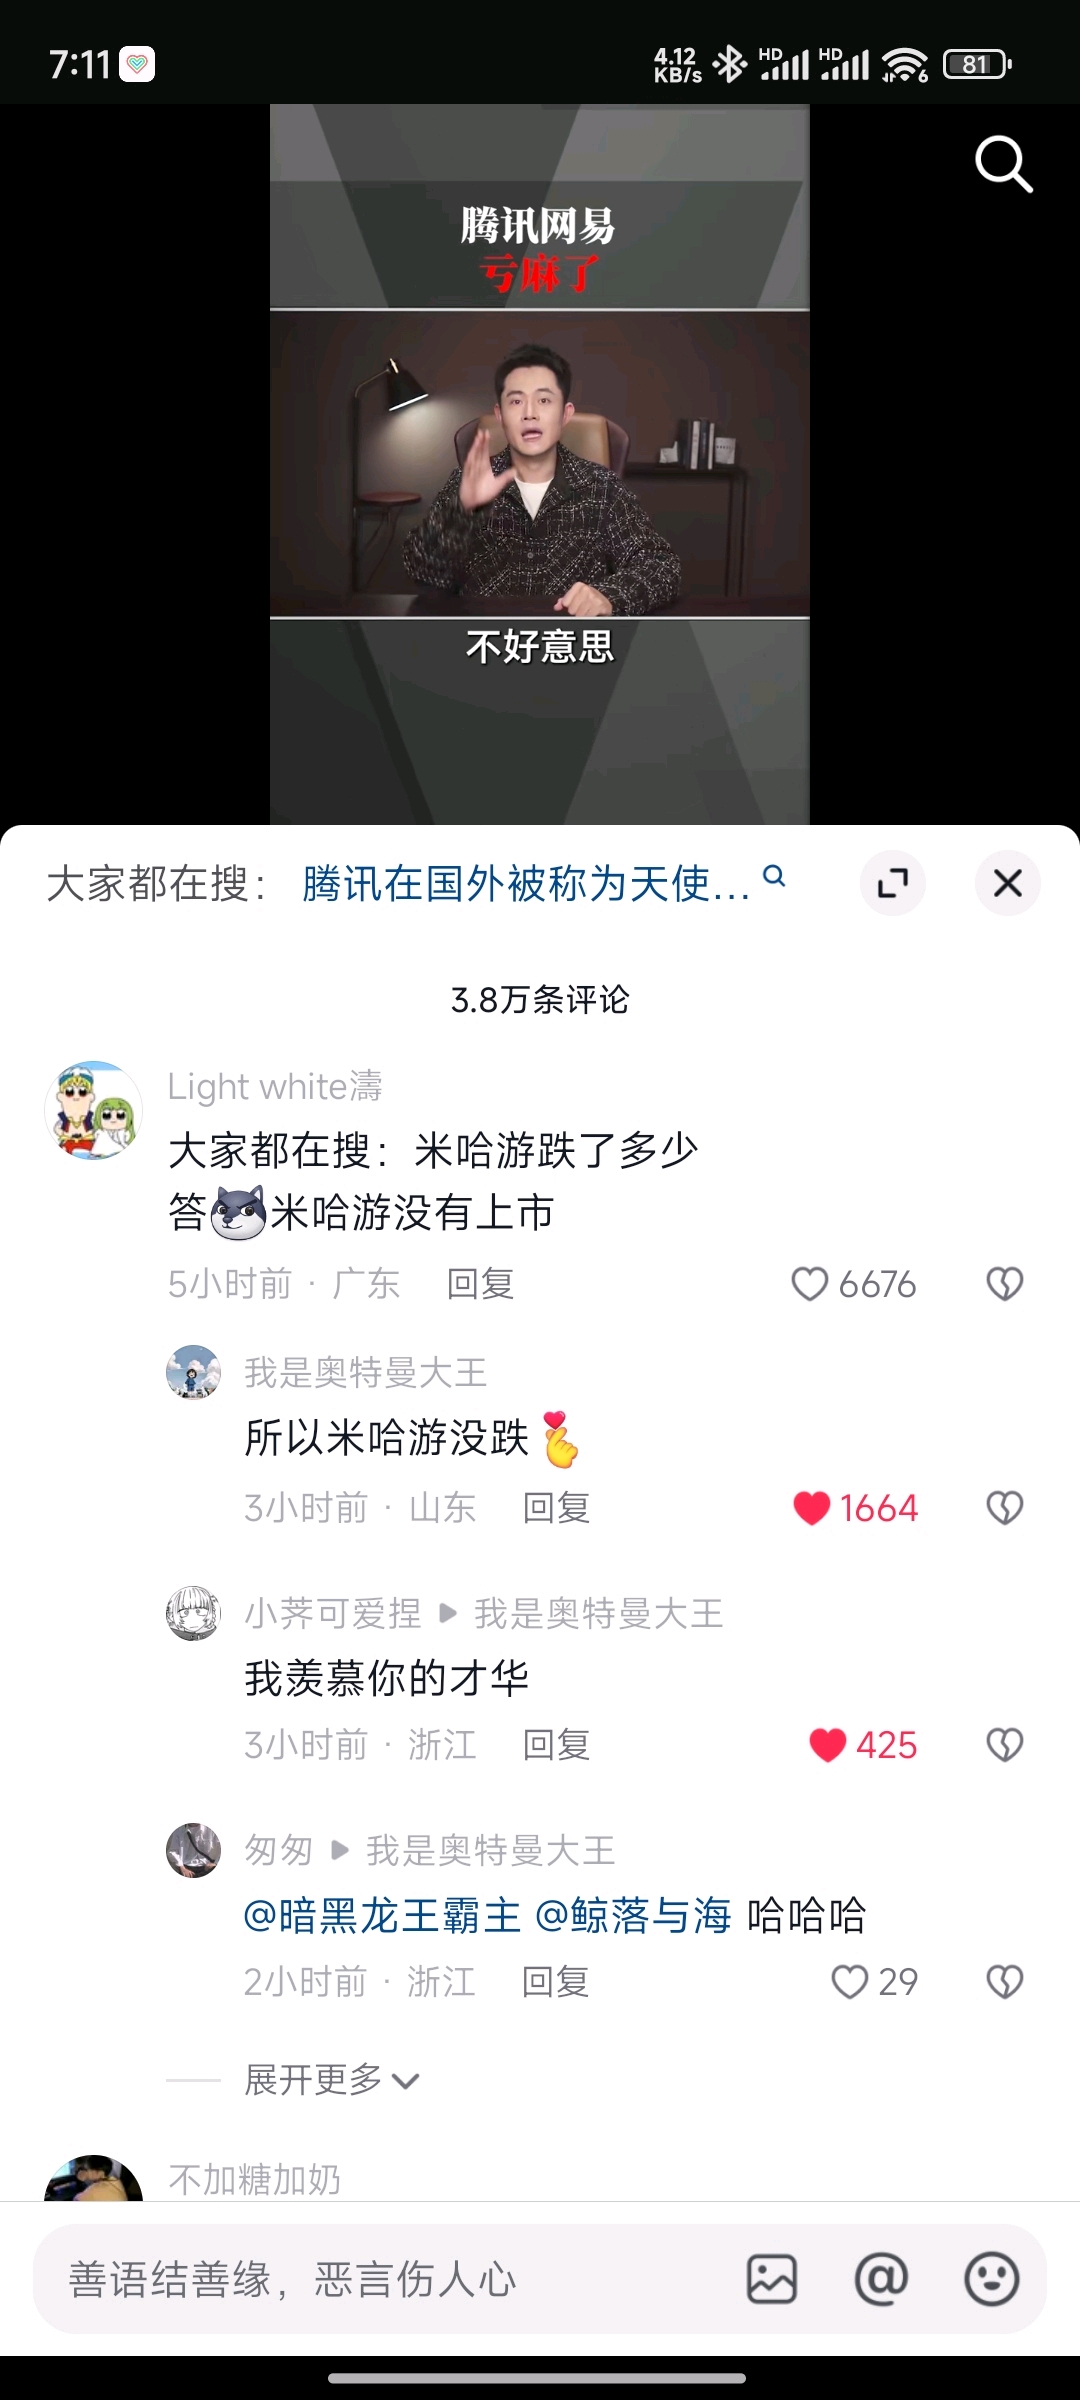 7:11
4.12
KB/s
HD
HD
6
81
腾讯网易
亏麻了
不好意思
大家都在搜：
腾讯在国外被称为天使...
3.8万条评论
Light white濤
大家都在搜：米哈游跌了多少
答米哈游没有上市
5小时前 · 广东 回复
6676
我是奥特曼大王
所以米哈游没跌
3小时前 · 山东 回复
1664
小荠可爱捏 ▶ 我是奥特曼大王
我羡慕你的才华
3小时前 · 浙江 回复
425
匆匆 ▶ 我是奥特曼大王
@暗黑龙王霸主 @鲸落与海 哈哈哈
2小时前 · 浙江 回复
29
展开更多
不加糖加奶
善语结善缘，恶言伤人心